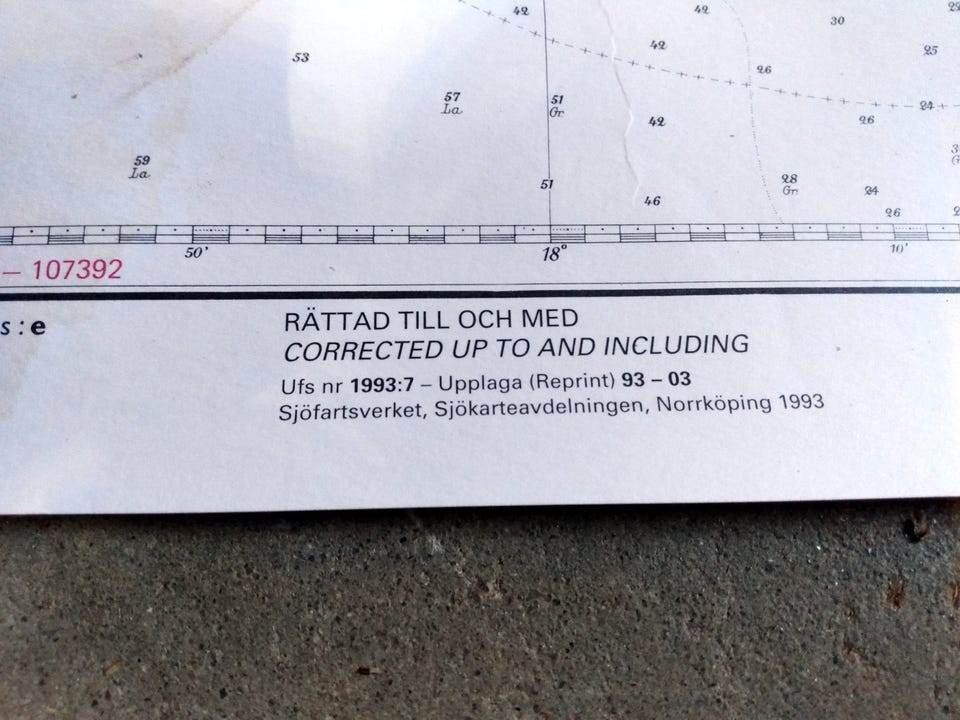 42 42 30
53 42 25
26
57 51 24
La Gr 42 26
59 28
La Gr
51 24
46 26
50' 18° 10'
– 107392
s:e
RÄTTAD TILL OCH MED
CORRECTED UP TO AND INCLUDING
Ufs nr 1993:7 – Upplaga (Reprint) 93 – 03
Sjöfartsverket, Sjökarteavdelningen, Norrköping 1993